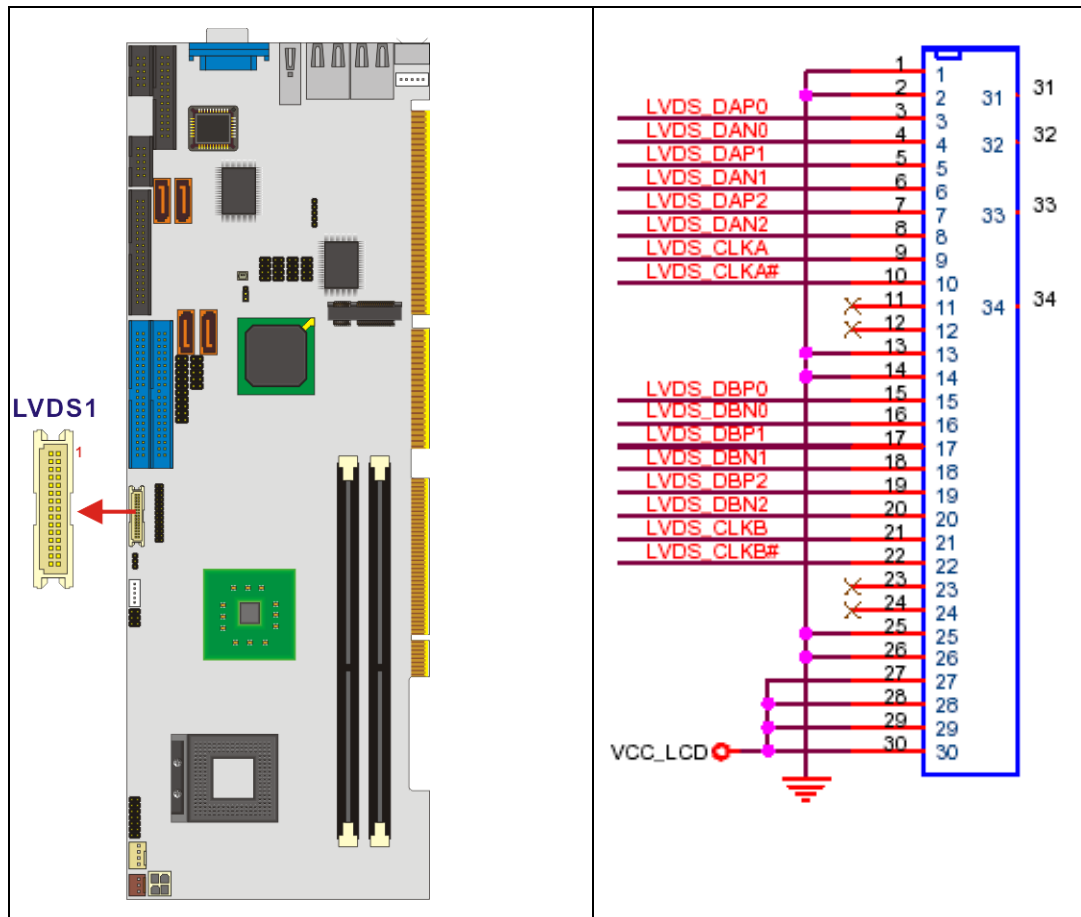 LVDS1
1
1 1
2 2 31 31
LVDS_DAP0 3 3
LVDS_DAN0 4 4 32 32
LVDS_DAP1 5 5
LVDS_DAN1 6 6
LVDS_DAP2 7 7 33 33
LVDS_DAN2 8 8
LVDS_CLKA 9 9
LVDS_CLKA# 10 10
11 11 34 34
12 12
13 13
14 14
LVDS_DBP0 15 15
LVDS_DBN0 16 16
LVDS_DBP1 17 17
LVDS_DBN1 18 18
LVDS_DBP2 19 19
LVDS_DBN2 20 20
LVDS_CLKB 21 21
LVDS_CLKB# 22 22
23 23
24 24
25 25
26 26
27 27
28 28
29 29
VCC_LCD 30 30